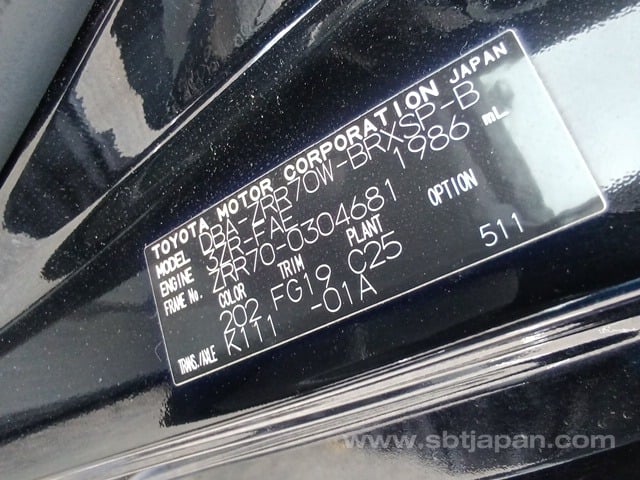 TOYOTA MOTOR CORPORATION JAPAN
MODEL DBA-ZRR70W-BRXSP-B
ENGINE 3ZR-FAE 1986 mL
FRAME No. ZRR70-0304681
COLOR TRIM PLANT OPTION
202 FG19 C25 511
TRANS./AXLE K111 -01A
www.sbtjapan.com